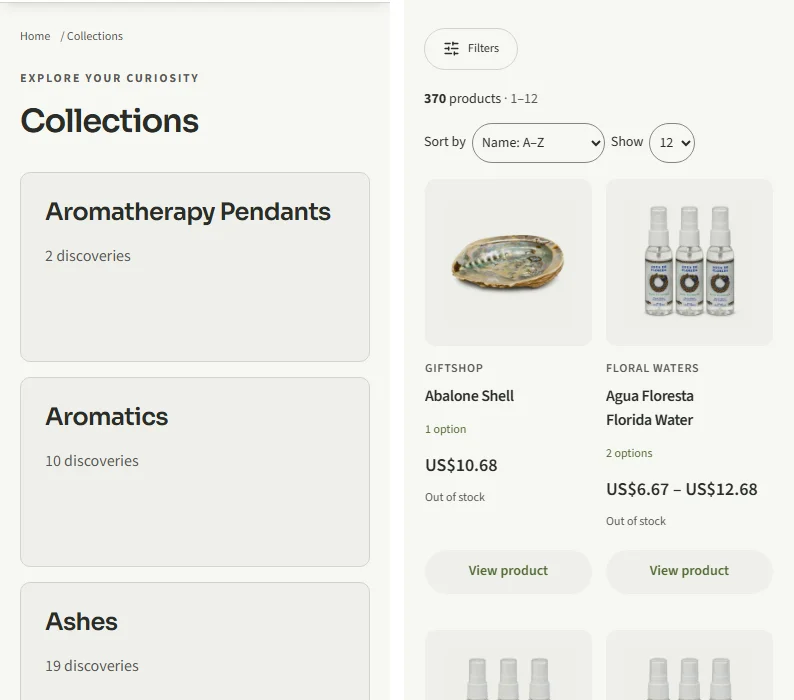 Home / Collections
EXPLORE YOUR CURIOSITY
Collections
Aromatherapy Pendants
2 discoveries
Aromatics
10 discoveries
Ashes
19 discoveries
Filters
370 products · 1–12
Sort by Name: A–Z Show 12
GIFTSHOP
Abalone Shell
1 option
US$10.68
Out of stock
View product
FLORAL WATERS
Agua Floresta
Florida Water
2 options
US$6.67 – US$12.68
Out of stock
View product